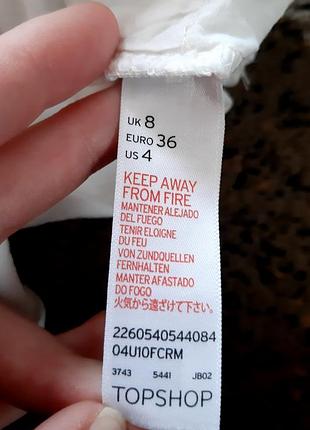 UK 8
EURO 36
US 4
KEEP AWAY
FROM FIRE
MANTENER ALEJADO
DEL FUEGO
TENIR ELOIGNE
DU FEU
VON ZUNDQUELLEN
FERNHALTEN
MANTER AFASTADO
DO FOGO
火気から遠ざけて下さい
2260540544084
04U10FCRM
3743 5441 JB02
TOPSHOP